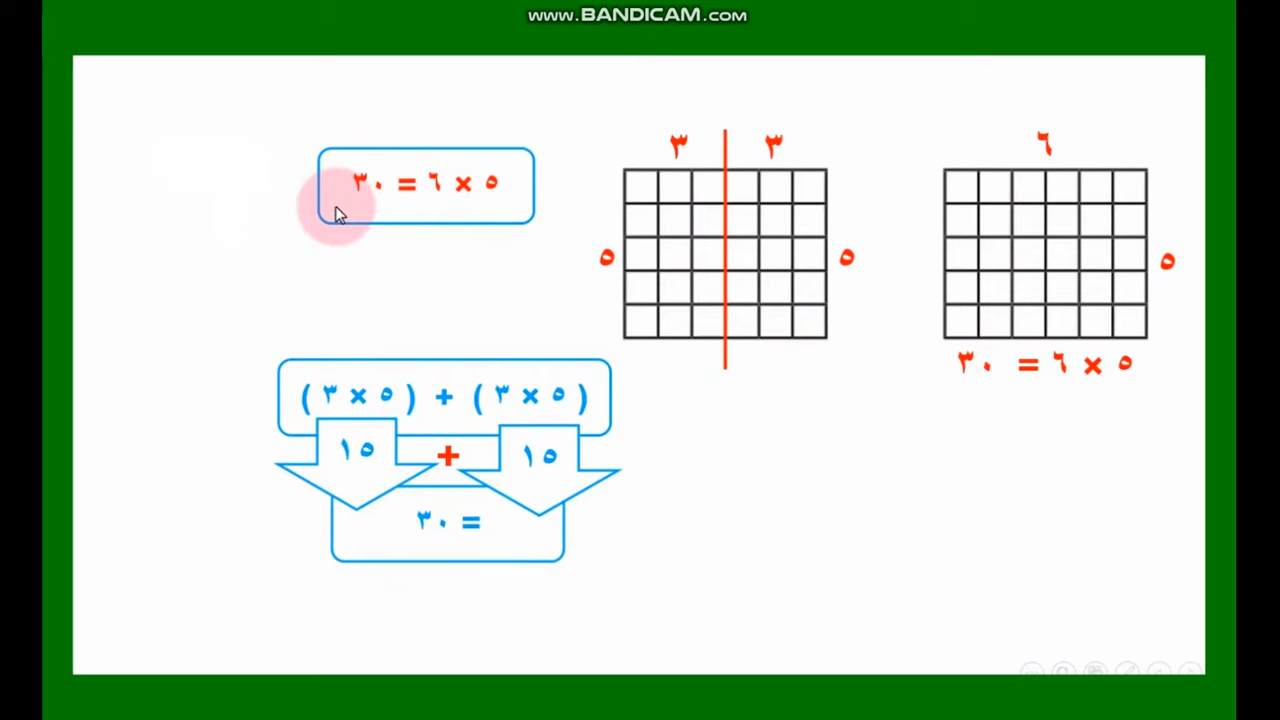 www.BANDICAM.com
٦
٥
٥ × ٦ = ٣٠
٣ ٣
٥ ٥
٥ × ٦ = ٣٠
(٥ × ٣) + (٥ × ٣)
١٥ + ١٥
= ٣٠